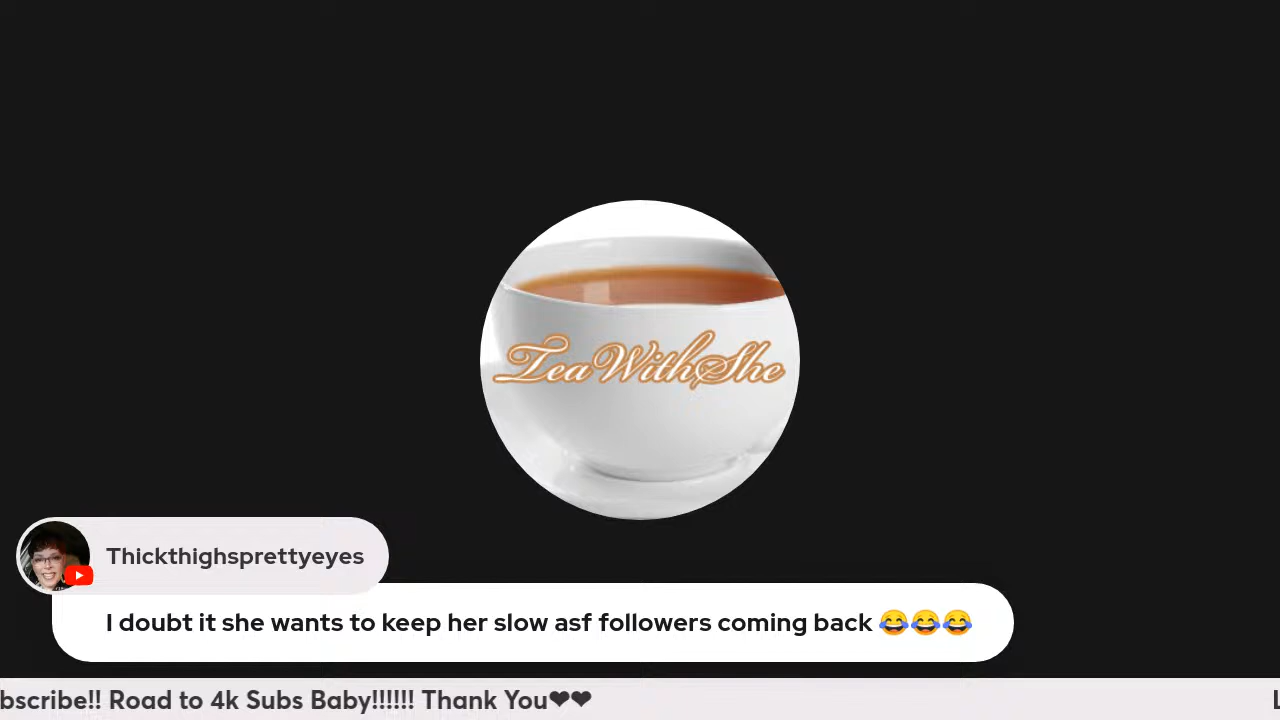 TeaWithShe
Thickthighsprettyeyes
I doubt it she wants to keep her slow asf followers coming back 😂😂😂
bscribe!! Road to 4k Subs Baby!!!!!! Thank You❤❤